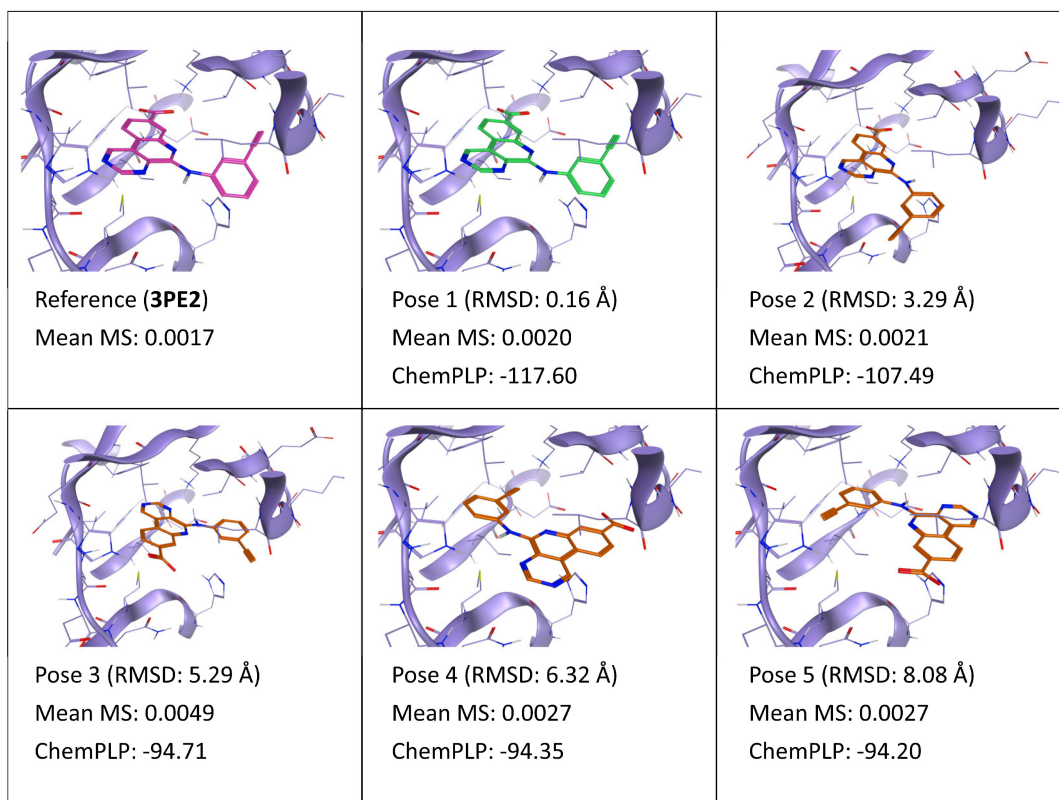 Reference (3PE2)
Mean MS: 0.0017
Pose 1 (RMSD: 0.16 Å)
Mean MS: 0.0020
ChemPLP: -117.60
Pose 2 (RMSD: 3.29 Å)
Mean MS: 0.0021
ChemPLP: -107.49
Pose 3 (RMSD: 5.29 Å)
Mean MS: 0.0049
ChemPLP: -94.71
Pose 4 (RMSD: 6.32 Å)
Mean MS: 0.0027
ChemPLP: -94.35
Pose 5 (RMSD: 8.08 Å)
Mean MS: 0.0027
ChemPLP: -94.20